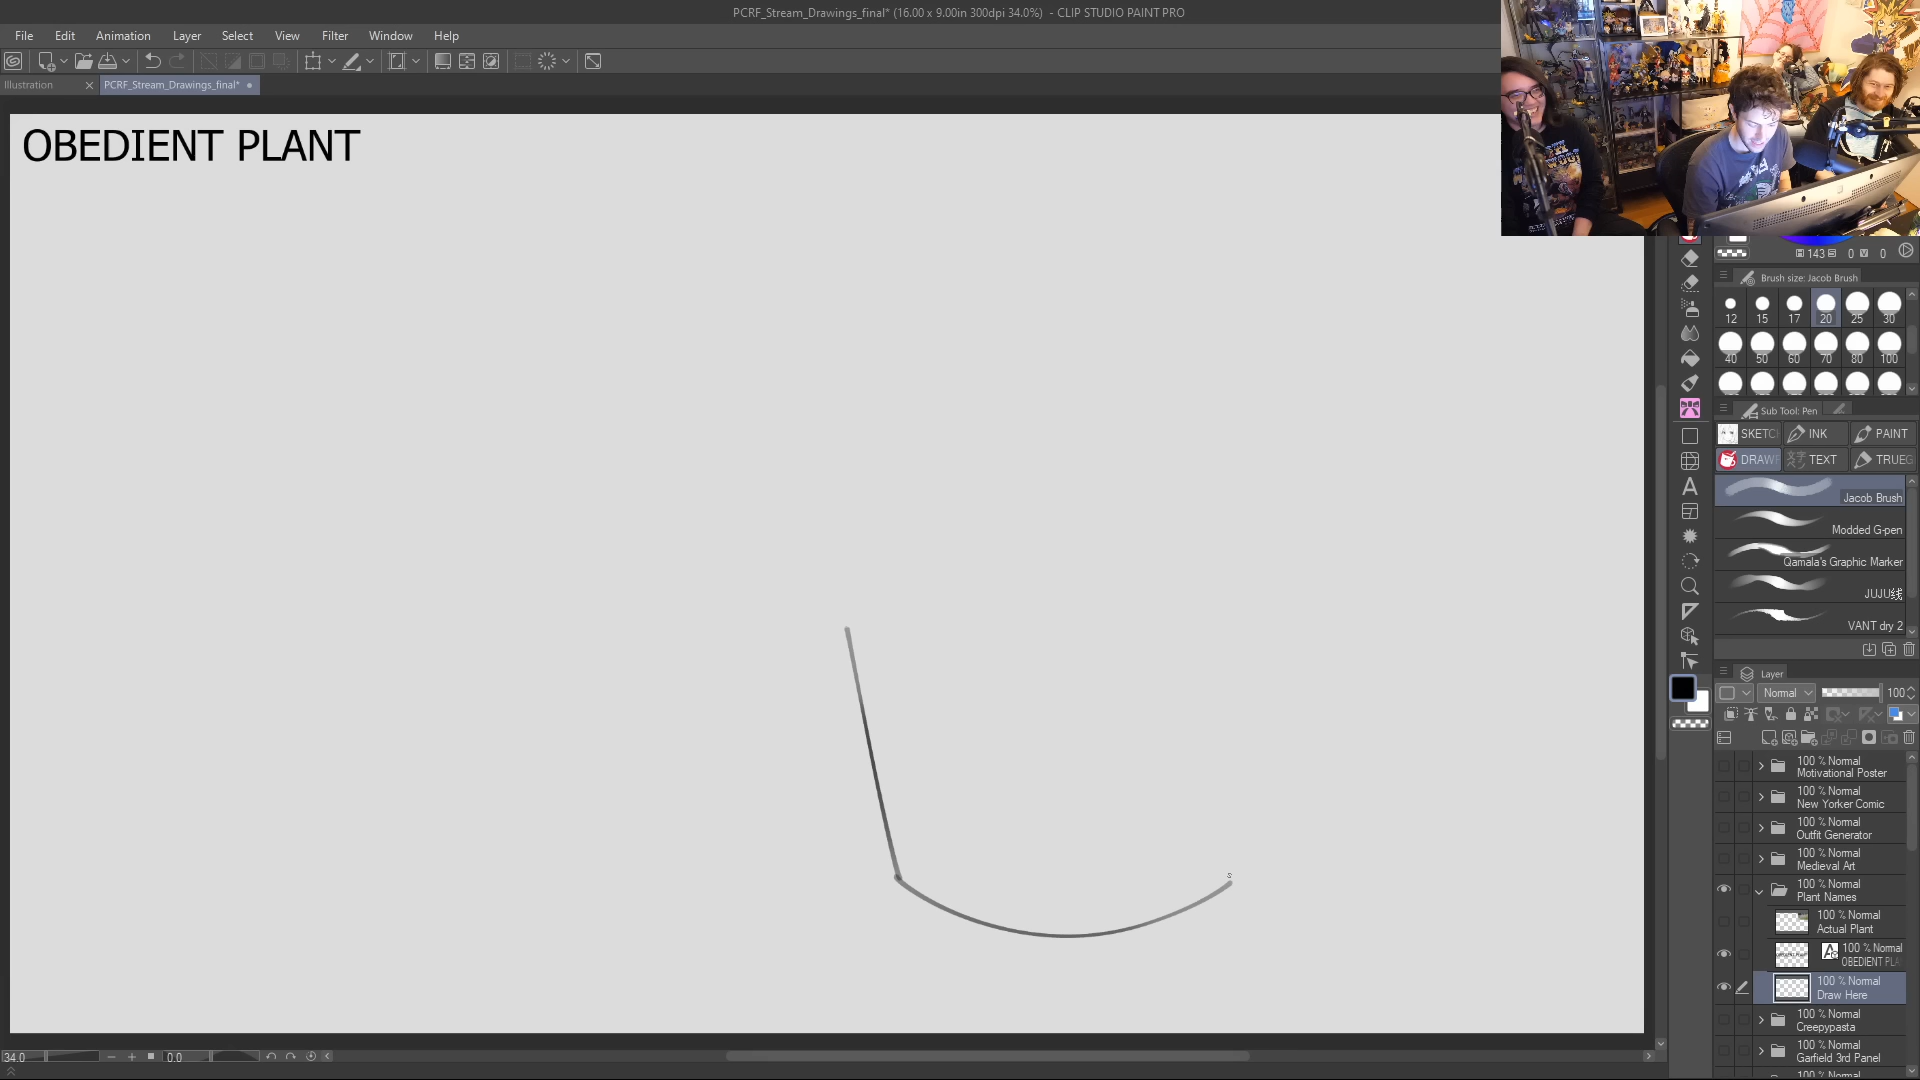 PCRF_Stream_Drawings_final* (16.00 x 9.00in 300dpi 34.0%) - CLIP STUDIO PAINT PRO
File Edit Animation Layer Select View Filter Window Help
Illustration
PCRF_Stream_Drawings_final*
OBEDIENT PLANT
143 0 0
Brush size: Jacob Brush
12 15 17 20 25 30
40 50 60 70 80 100
Sub Tool: Pen
SKETC INK PAINT
DRAW TEXT TRUEG
Jacob Brush
Modded G-pen
Qamala's Graphic Marker
JUJU线
VANT dry 2
Layer
Normal 100
100 % Normal
Motivational Poster
100 % Normal
New Yorker Comic
100 % Normal
Outfit Generator
100 % Normal
Medieval Art
100 % Normal
Plant Names
100 % Normal
Actual Plant
100 % Normal
OBEDIENT PLA
100 % Normal
Draw Here
100 % Normal
Creepypasta
100 % Normal
Garfield 3rd Panel
100 % Normal
34.0 0.0